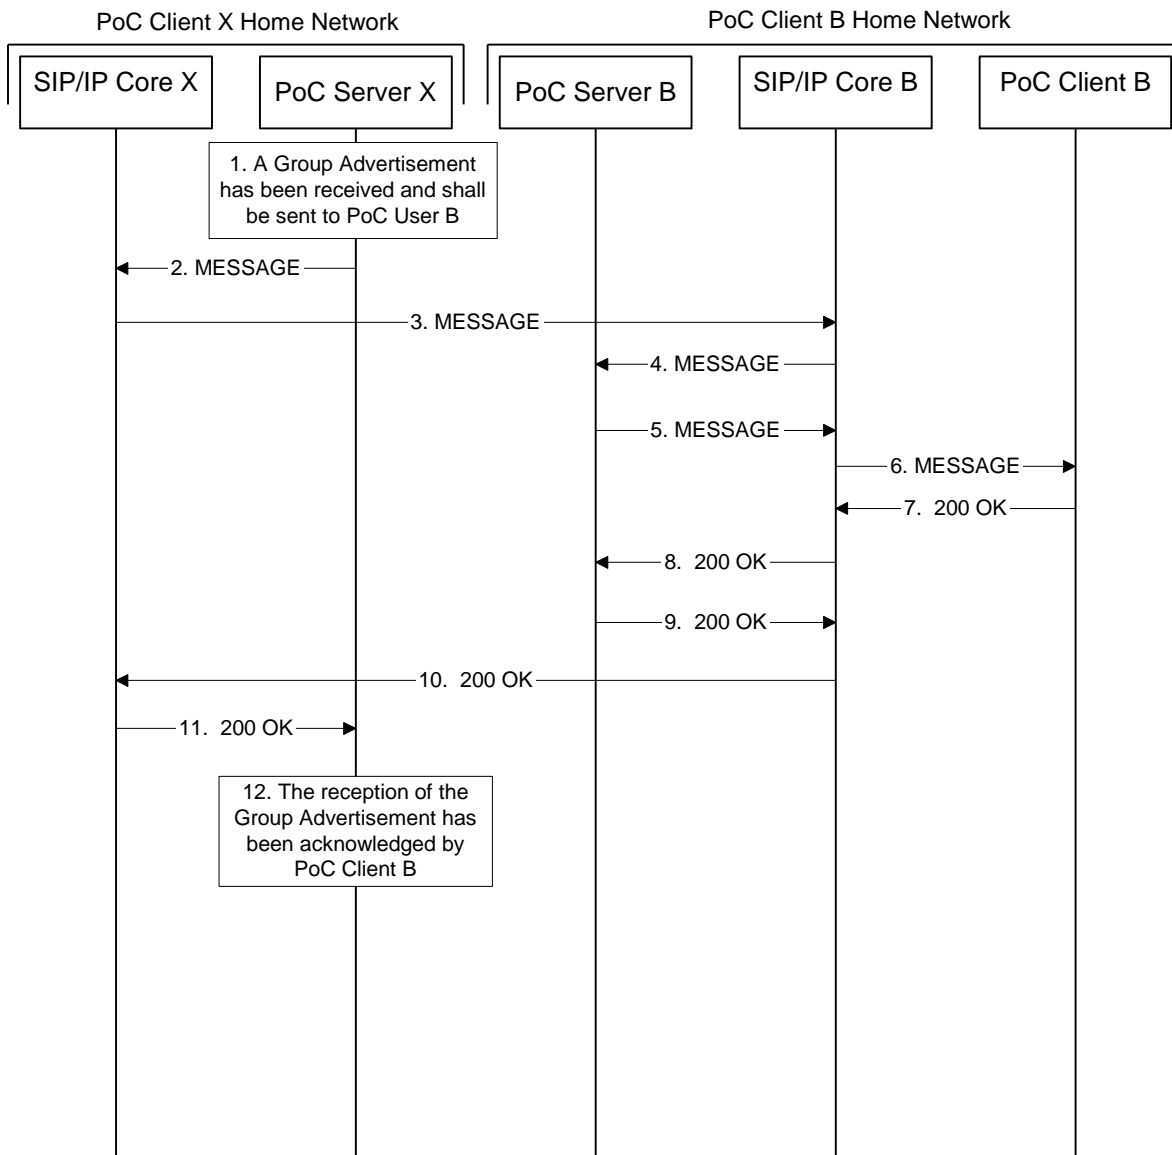 PoC Client X Home Network
PoC Client B Home Network
SIP/IP Core X
PoC Server X
PoC Server B
SIP/IP Core B
PoC Client B
1. A Group Advertisement
has been received and shall
be sent to PoC User B
2. MESSAGE
3. MESSAGE
4. MESSAGE
5. MESSAGE
6. MESSAGE
7.  200 OK
8.  200 OK
9.  200 OK
10.  200 OK
11.  200 OK
12. The reception of the
Group Advertisement has
been acknowledged by
PoC Client B